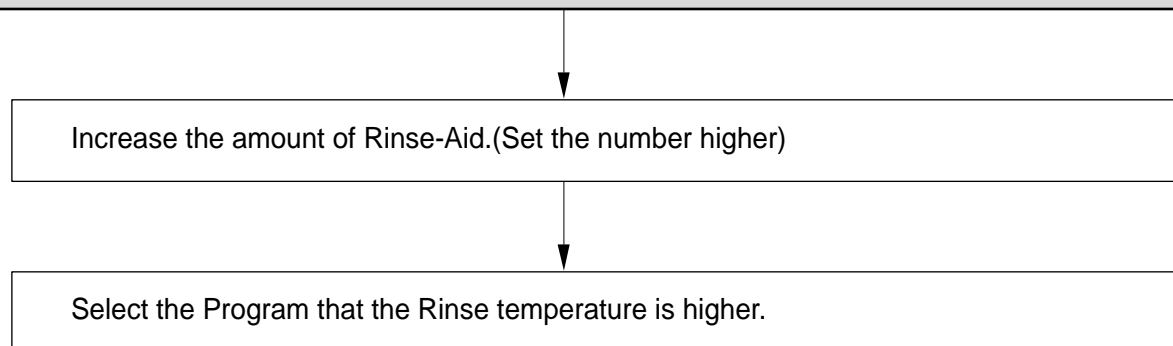 Increase the amount of Rinse-Aid.(Set the number higher)
Select the Program that the Rinse temperature is higher.